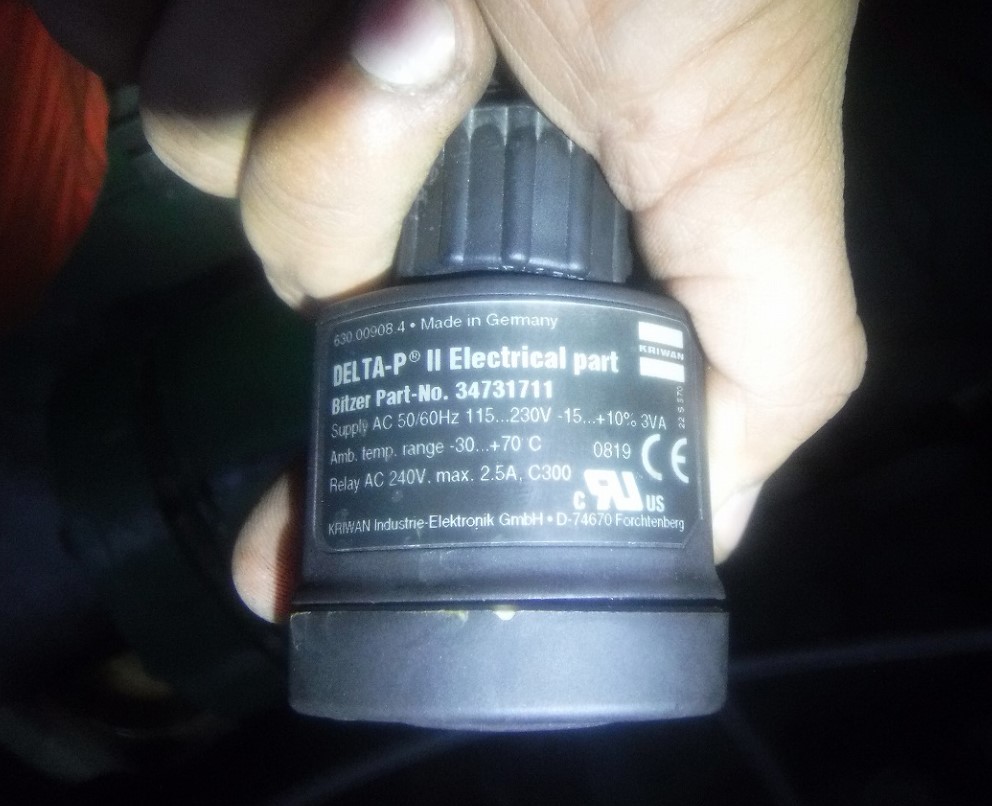 630.00908.4 • Made in Germany
KRIWAN
DELTA-P® II Electrical part
Bitzer Part-No. 34731711
Supply AC 50/60Hz 115...230V -15...+10% 3VA
Amb. temp. range -30...+70°C
0819 CE
Relay AC 240V. max. 2.5A, C300
C RU US
KRIWAN Industrie-Elektronik GmbH • D-74670 Forchtenberg